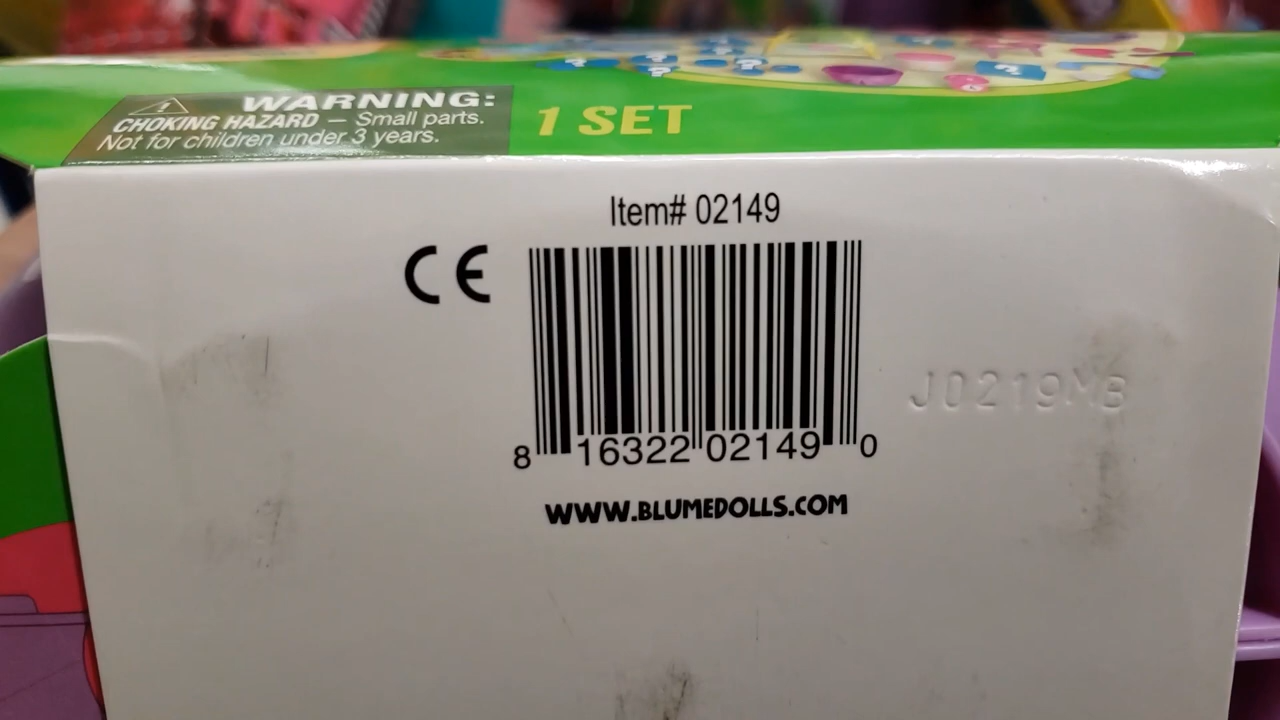 WARNING:
CHOKING HAZARD — Small parts.
Not for children under 3 years.
1 SET
Item# 02149
CE
8 16322 02149 0
J0219MB
WWW.BLUMEDOLLS.COM